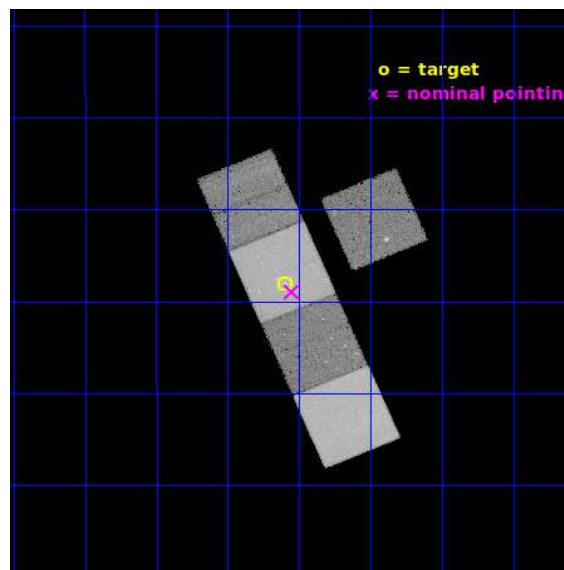 o = target
x = nominal pointin